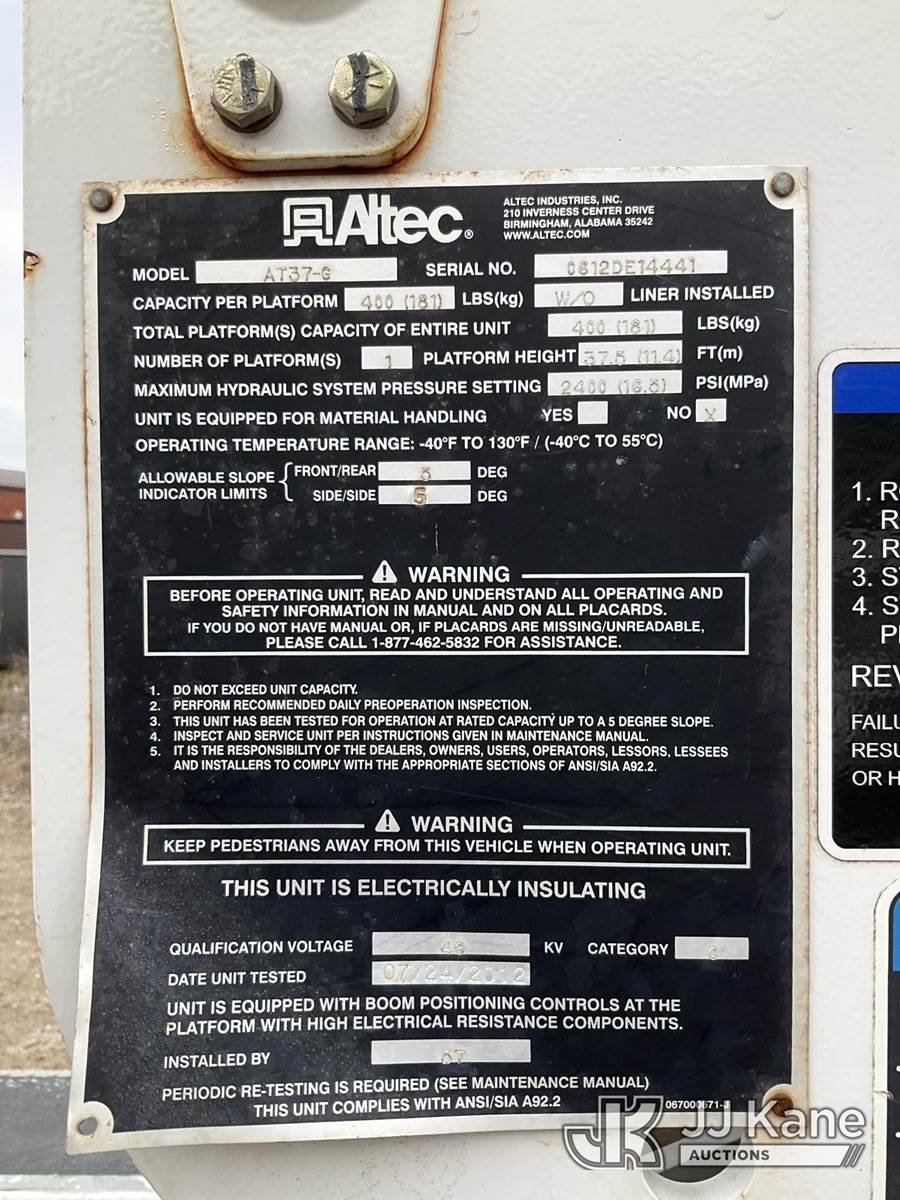 Altec®
ALTEC INDUSTRIES, INC.
210 INVERNESS CENTER DRIVE
BIRMINGHAM, ALABAMA 35242
WWW.ALTEC.COM
MODEL AT37-G SERIAL NO. 0612DE14441
CAPACITY PER PLATFORM 400 (181) LBS(kg) W/O LINER INSTALLED
TOTAL PLATFORM(S) CAPACITY OF ENTIRE UNIT 400 (181) LBS(kg)
NUMBER OF PLATFORM(S) 1 PLATFORM HEIGHT 37.5 (11.4) FT(m)
MAXIMUM HYDRAULIC SYSTEM PRESSURE SETTING 2400 (16.5) PSI(MPa)
UNIT IS EQUIPPED FOR MATERIAL HANDLING YES NO X
OPERATING TEMPERATURE RANGE: -40°F TO 130°F / (-40°C TO 55°C)
ALLOWABLE SLOPE INDICATOR LIMITS { FRONT/REAR 5 DEG
SIDE/SIDE 5 DEG
WARNING
BEFORE OPERATING UNIT, READ AND UNDERSTAND ALL OPERATING AND
SAFETY INFORMATION IN MANUAL AND ON ALL PLACARDS.
IF YOU DO NOT HAVE MANUAL OR, IF PLACARDS ARE MISSING/UNREADABLE,
PLEASE CALL 1-877-462-5832 FOR ASSISTANCE.
1. DO NOT EXCEED UNIT CAPACITY.
2. PERFORM RECOMMENDED DAILY PREOPERATION INSPECTION.
3. THIS UNIT HAS BEEN TESTED FOR OPERATION AT RATED CAPACITY UP TO A 5 DEGREE SLOPE.
4. INSPECT AND SERVICE UNIT PER INSTRUCTIONS GIVEN IN MAINTENANCE MANUAL.
5. IT IS THE RESPONSIBILITY OF THE DEALERS, OWNERS, USERS, OPERATORS, LESSORS, LESSEES
AND INSTALLERS TO COMPLY WITH THE APPROPRIATE SECTIONS OF ANSI/SIA A92.2.
WARNING
KEEP PEDESTRIANS AWAY FROM THIS VEHICLE WHEN OPERATING UNIT.
THIS UNIT IS ELECTRICALLY INSULATING
QUALIFICATION VOLTAGE 46 KV CATEGORY C
DATE UNIT TESTED 07/24/2012
UNIT IS EQUIPPED WITH BOOM POSITIONING CONTROLS AT THE
PLATFORM WITH HIGH ELECTRICAL RESISTANCE COMPONENTS.
INSTALLED BY 67
PERIODIC RE-TESTING IS REQUIRED (SEE MAINTENANCE MANUAL)
THIS UNIT COMPLIES WITH ANSI/SIA A92.2
1. R
R
2. R
3. S
4. S
P
REV
FAILU
RESU
OR H
JJ Kane
AUCTIONS